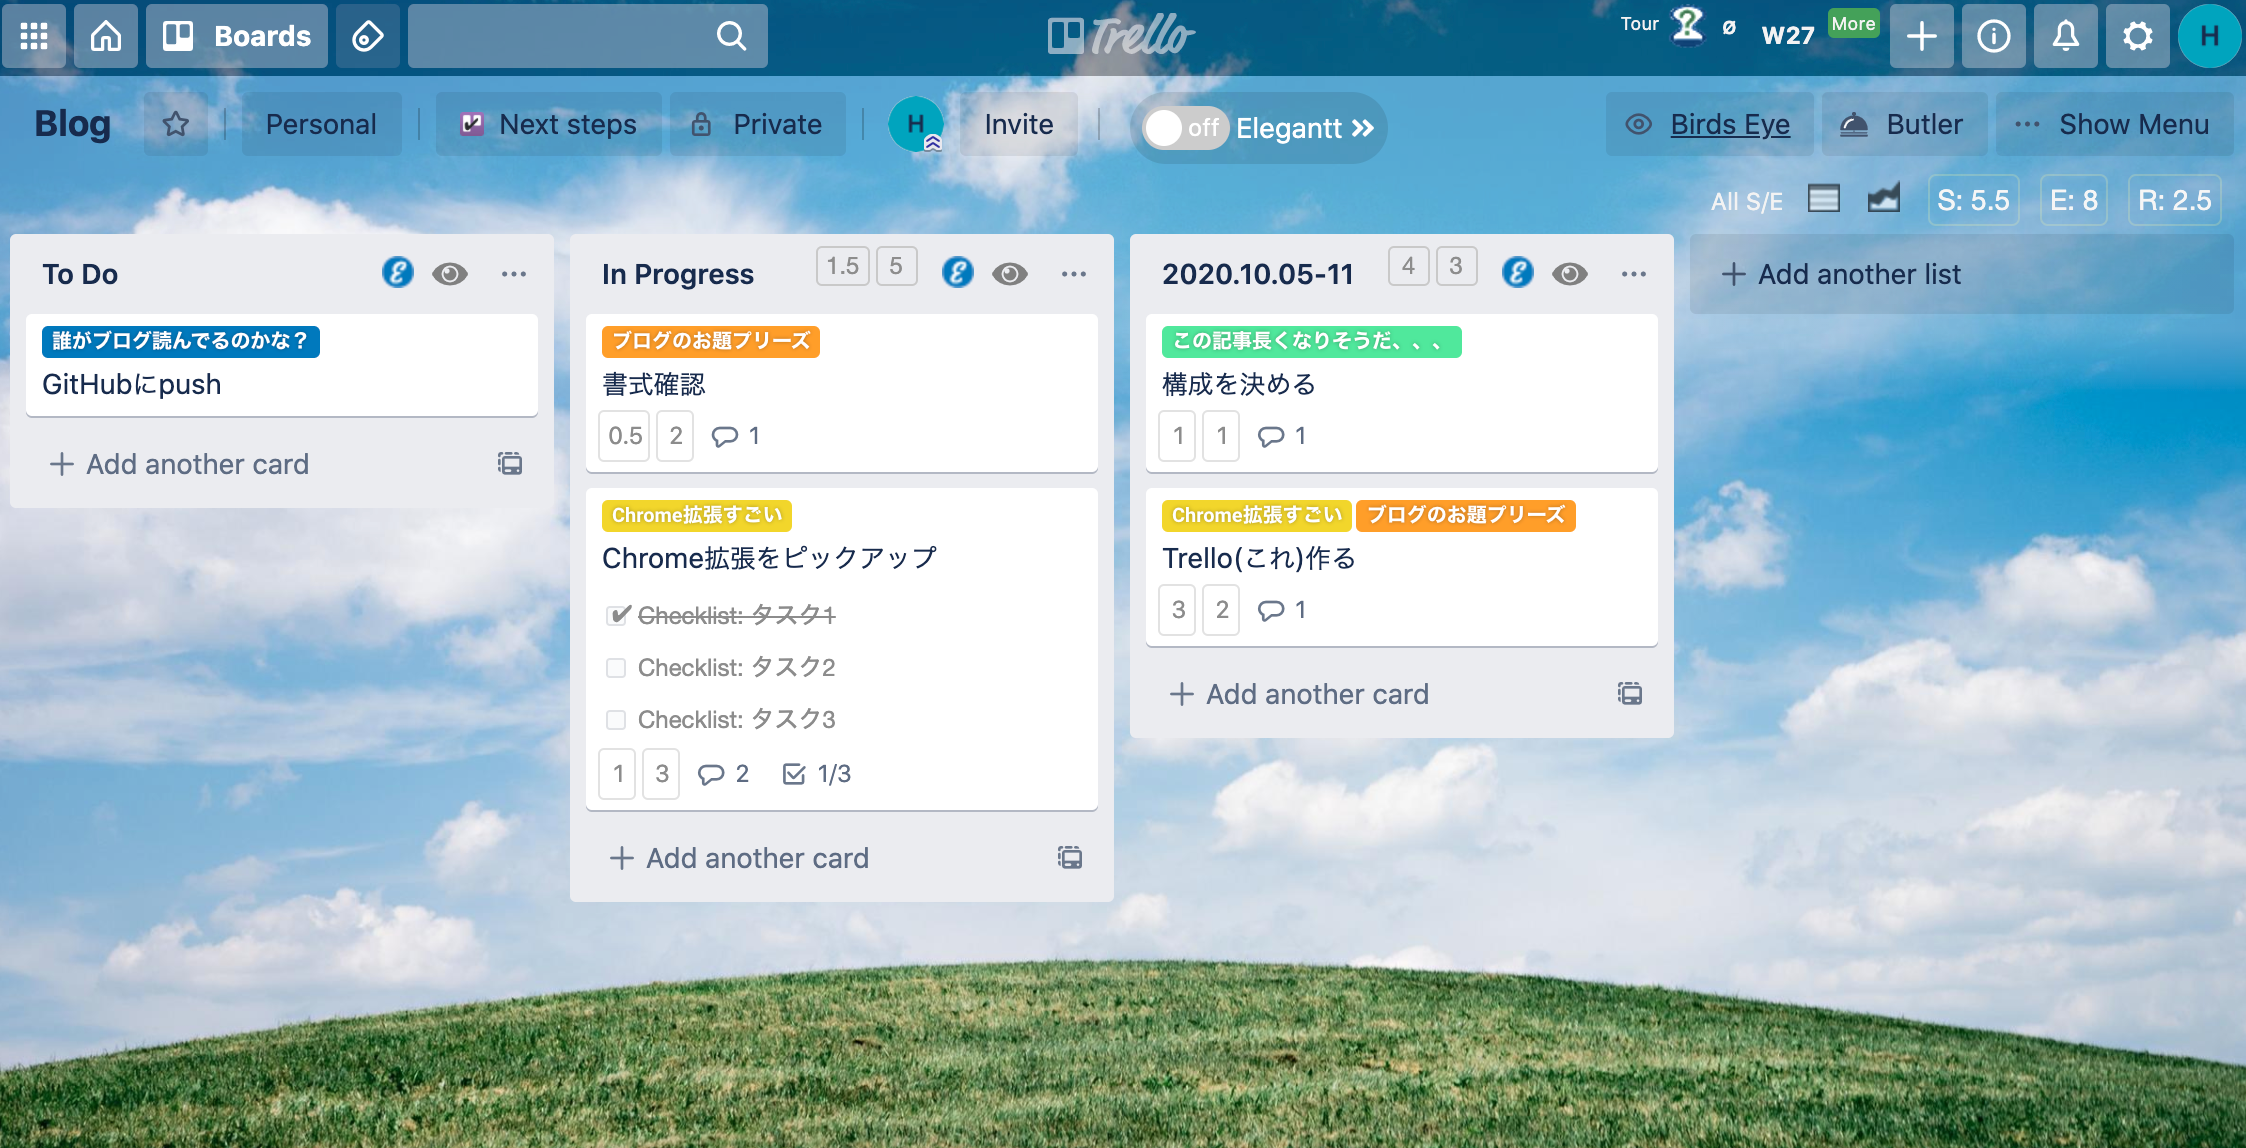 Boards
Trello
Tour
Ø
W27
More
H
Blog
Personal
Next steps
Private
H
Invite
off
Elegantt
Birds Eye
Butler
Show Menu
All S/E
S: 5.5
E: 8
R: 2.5
To Do
誰がブログ読んでるのかな？
GitHubにpush
Add another card
In Progress
1.5
5
ブログのお題プリーズ
書式確認
0.5
2
1
Chrome拡張すごい
Chrome拡張をピックアップ
Checklist: タスク1
Checklist: タスク2
Checklist: タスク3
1
3
2
1/3
Add another card
2020.10.05-11
4
3
この記事長くなりそうだ、、、
構成を決める
1
1
1
Chrome拡張すごい
ブログのお題プリーズ
Trello(これ)作る
3
2
1
Add another card
Add another list